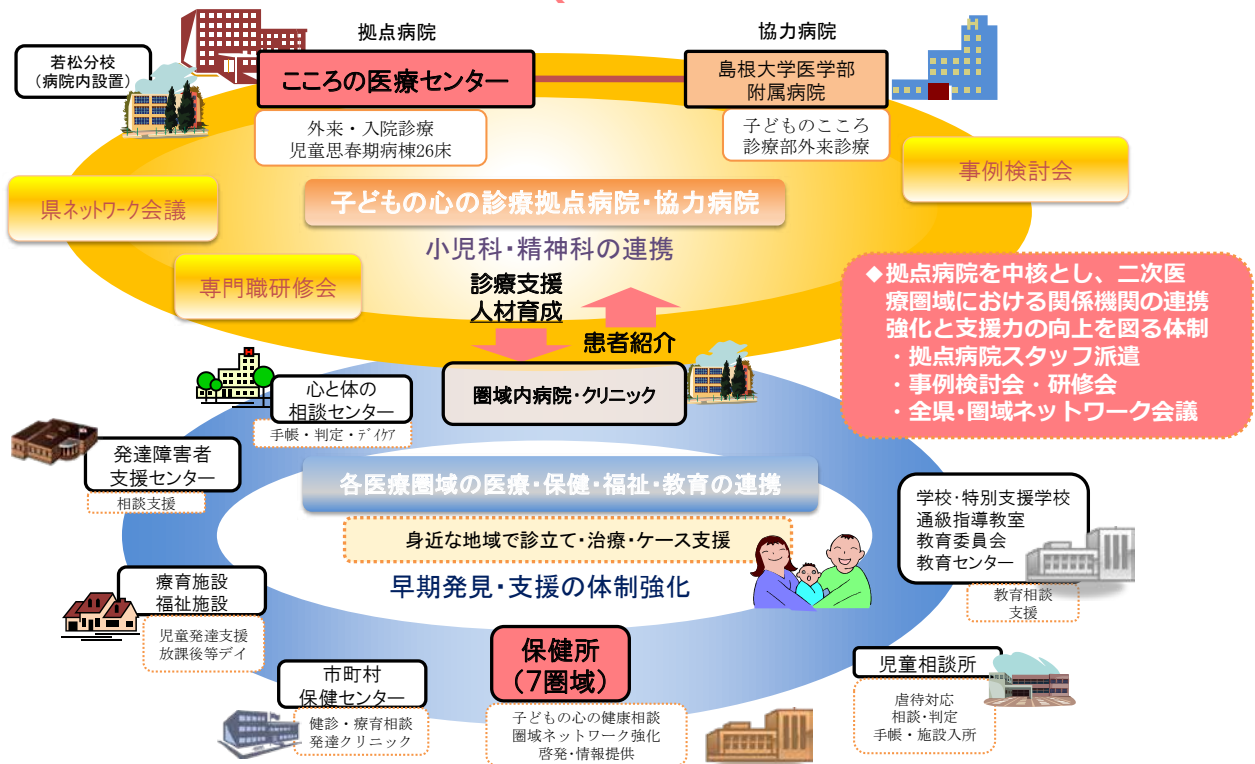 拠点病院
協力病院
若松分校
（病院内設置）
こころの医療センター
島根大学医学部
附属病院
外来・入院診療
児童思春期病棟26床
子どものこころ
診療部外来診療
事例検討会
県ネットワーク会議
子どもの心の診療拠点病院・協力病院
小児科・精神科の連携
専門職研修会
診療支援
人材育成
患者紹介
◆拠点病院を中核とし、二次医
療圏域における関係機関の連携
強化と支援力の向上を図る体制
・拠点病院スタッフ派遣
・事例検討会・研修会
・全県・圏域ネットワーク会議
心と体の
相談センター
手帳・判定・デイケア
圏域内病院・クリニック
発達障害者
支援センター
相談支援
各医療圏域の医療・保健・福祉・教育の連携
身近な地域で診立て・治療・ケース支援
早期発見・支援の体制強化
学校・特別支援学校
通級指導教室
教育委員会
教育センター
教育相談
支援
療育施設
福祉施設
児童発達支援
放課後等デイ
市町村
保健センター
健診・療育相談
発達クリニック
保健所
（7圏域）
子どもの心の健康相談
圏域ネットワーク強化
啓発・情報提供
児童相談所
虐待対応
相談・判定
手帳・施設入所